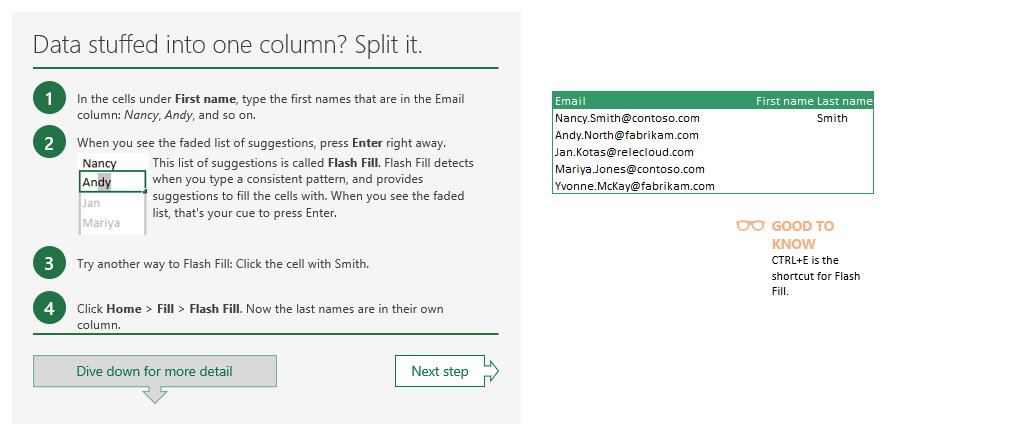 Data stuffed into one column? Split it.
1
In the cells under First name, type the first names that are in the Email
column: Nancy, Andy, and so on.
2
When you see the faded list of suggestions, press Enter right away.
Nancy
Andy
Jan
Mariya
This list of suggestions is called Flash Fill. Flash Fill detects
when you type a consistent pattern, and provides
suggestions to fill the cells with. When you see the faded
list, that's your cue to press Enter.
3
Try another way to Flash Fill: Click the cell with Smith.
4
Click Home > Fill > Flash Fill. Now the last names are in their own
column.
Dive down for more detail
Next step
Email First name Last name
Nancy.Smith@contoso.com Smith
Andy.North@fabrikam.com
Jan.Kotas@relecloud.com
Mariya.Jones@contoso.com
Yvonne.McKay@fabrikam.com
GOOD TO
KNOW
CTRL+E is the
shortcut for Flash
Fill.